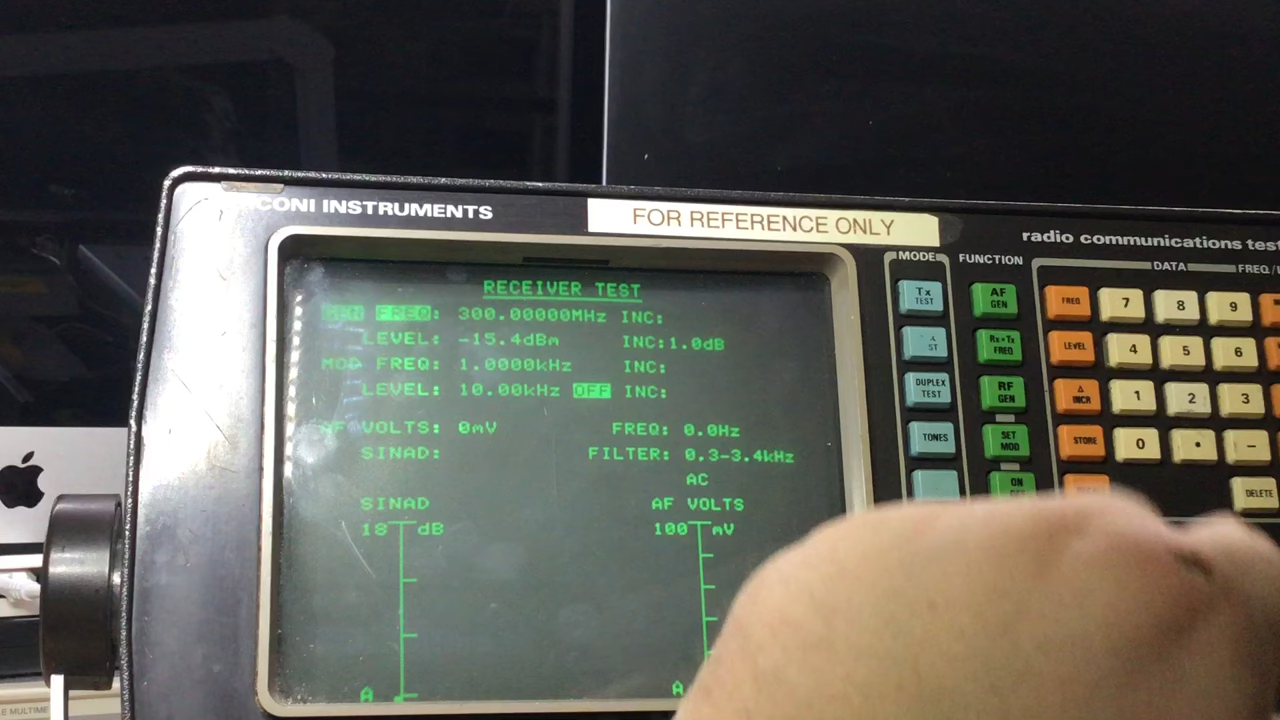 CONI INSTRUMENTS
FOR REFERENCE ONLY
radio communications test
RECEIVER TEST
GEN FREQ: 300.00000MHz INC:
LEVEL: -15.4dBm INC:1.0dB
MOD FREQ: 1.0000kHz INC:
LEVEL: 10.00kHz OFF INC:
AF VOLTS: 0mV FREQ: 0.0Hz
SINAD: FILTER: 0.3-3.4kHz
AC
SINAD AF VOLTS
18 dB 100 mV
A A
MODE FUNCTION DATA FREQ/
Tx TEST
ST
DUPLEX TEST
TONES
AF GEN
Rx=Tx FREQ
RF GEN
SET MOD
ON
FREQ 7 8 9
LEVEL 4 5 6
Δ INCR 1 2 3
STORE 0 • –
DELETE
E MULTIME